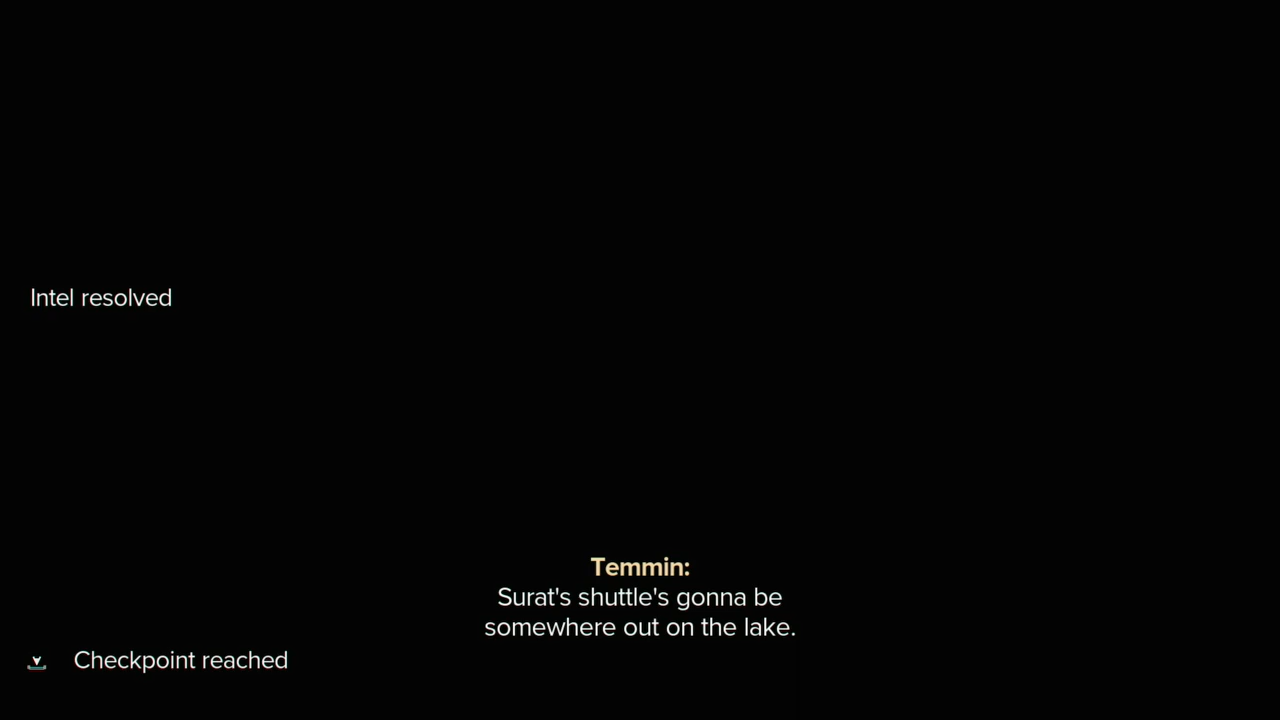 Intel resolved
Temmin:
Surat's shuttle's gonna be
somewhere out on the lake.
Checkpoint reached